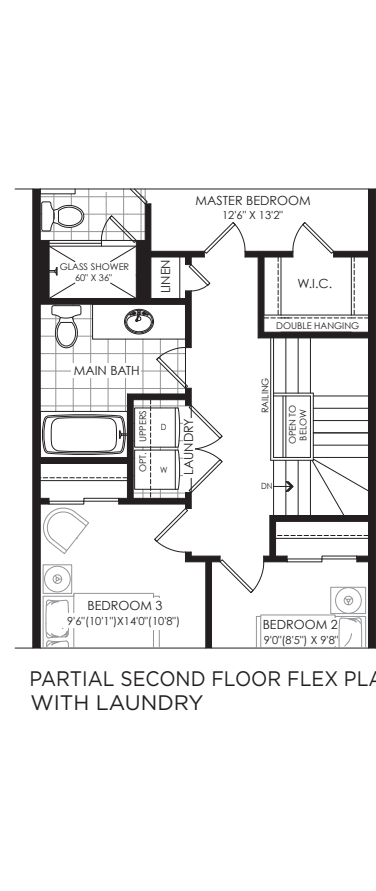 MASTER BEDROOM
12'6" X 13'2"
GLASS SHOWER
60" X 36"
LINEN
W.I.C.
DOUBLE HANGING
MAIN BATH
RAILING
OPEN TO
BELOW
OPT. UPPERS
D
W
LAUNDRY
DN
BEDROOM 3
9'6"(10'1")X14'0"(10'8")
BEDROOM 2
9'0"(8'5") X 9'8"
PARTIAL SECOND FLOOR FLEX PLA
WITH LAUNDRY